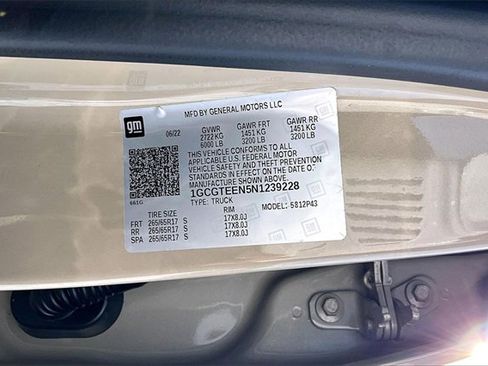 MFD BY GENERAL MOTORS LLC
gm
06/22 GVWR GAWR FRT GAWR RR
2722 KG 1451 KG 1451 KG
6000 LB 3200 LB 3200 LB
THIS VEHICLE CONFORMS TO ALL
APPLICABLE U.S. FEDERAL MOTOR
VEHICLE SAFETY AND THEFT PREVENTION
STANDARDS IN EFFECT ON THE DATE O
MANUFACTURE SHOWN ABOVE.
1GCGTEEN5N1239228
661G
TYPE: TRUCK MODEL: 5812P43
TIRE SIZE RIM
FRT 265/65R17 S 17X8.0J
RR 265/65R17 S 17X8.0J
SPA 265/65R17 S 17X8.0J